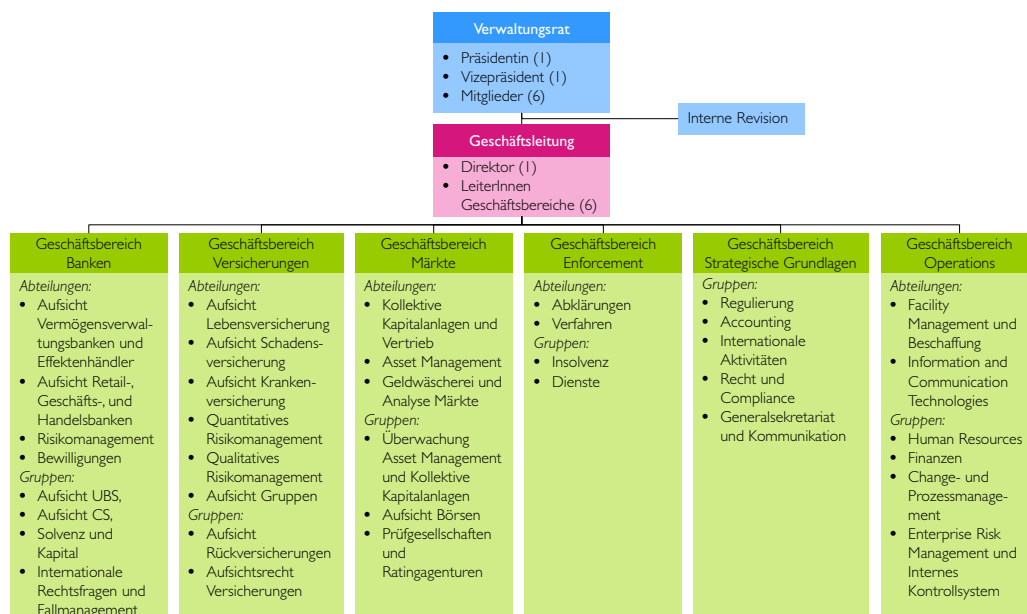 Verwaltungsrat
• Präsidentin (1)
• Vizepräsident (1)
• Mitglieder (6)
Interne Revision
Geschäftsleitung
• Direktor (1)
• LeiterInnen
Geschäftsbereiche (6)
Geschäftsbereich
Banken
Abteilungen:
• Aufsicht
Vermögensverwal-
tungsbanken und
Effektenhändler
• Aufsicht Retail-,
Geschäfts-, und
Handelsbanken
• Risikomanagement
• Bewilligungen
Gruppen:
• Aufsicht UBS,
• Aufsicht CS,
• Solvenz und
Kapital
• Internationale
Rechtsfragen und
Fallmanagement
Geschäftsbereich
Versicherungen
Abteilungen:
• Aufsicht
Lebensversicherung
• Aufsicht Schadens-
versicherung
• Aufsicht Kranken-
versicherung
• Quantitatives
Risikomanagement
• Qualitatives
Risikomanagement
• Aufsicht Gruppen
Gruppen:
• Aufsicht
Rückversicherungen
• Aufsichtsrecht
Versicherungen
Geschäftsbereich
Märkte
Abteilungen:
• Kollektive
Kapitalanlagen und
Vertrieb
• Asset Management
• Geldwäscherei und
Analyse Märkte
Gruppen:
• Überwachung
Asset Management
und Kollektive
Kapitalanlagen
• Aufsicht Börsen
• Prüfgesellschaften
und
Ratingagenturen
Geschäftsbereich
Enforcement
Abteilungen:
• Abklärungen
• Verfahren
Gruppen:
• Insolvenz
• Dienste
Geschäftsbereich
Strategische Grundlagen
Gruppen:
• Regulierung
• Accounting
• Internationale
Aktivitäten
• Recht und
Compliance
• Generalsekretariat
und Kommunikation
Geschäftsbereich
Operations
Abteilungen:
• Facility
Management und
Beschaffung
• Information and
Communication
Technologies
Gruppen:
• Human Resources
• Finanzen
• Change- und
Prozessmanage-
ment
• Enterprise Risk
Management und
Internes
Kontrollsystem